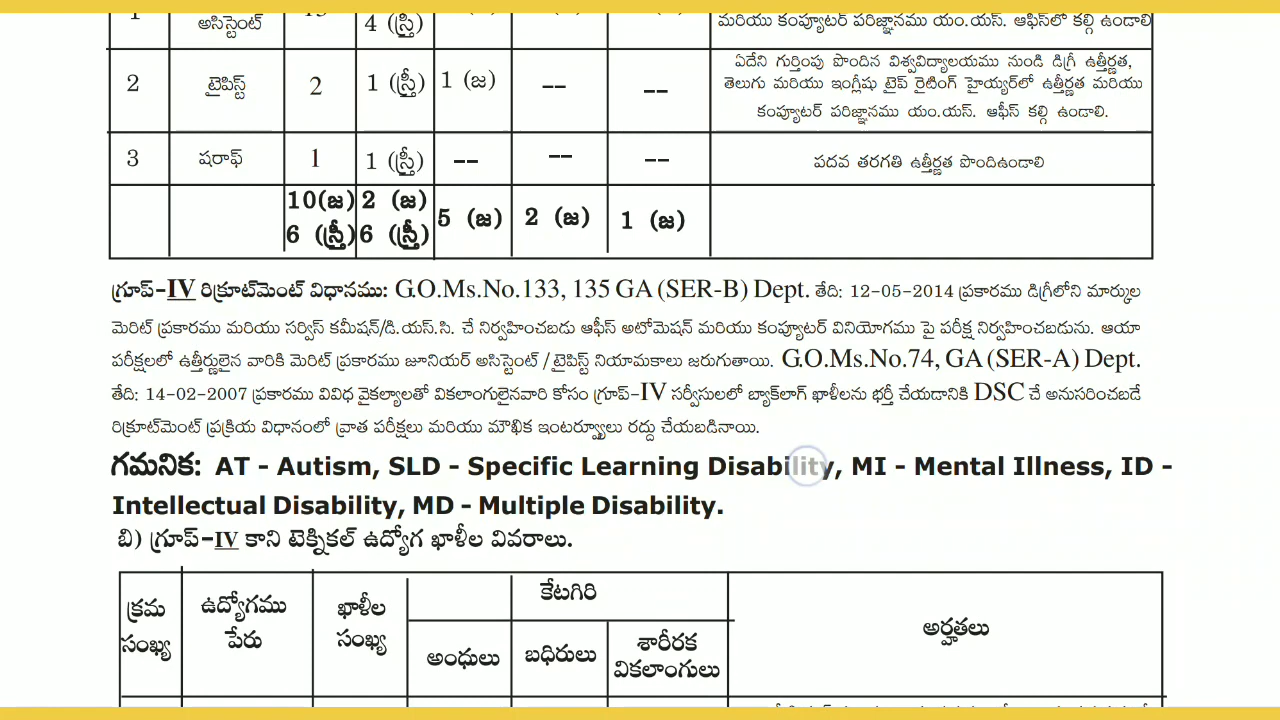 అసిస్టెంట్ 4 (స్త్రీ) మరియు కంప్యూటర్ పరిజ్ఞానము యం.యస్. ఆఫీస్‌లో కల్గి ఉండాలి
ఏదేని గుర్తింపు పొందిన విశ్వవిద్యాలయము నుండి డిగ్రీ ఉత్తీర్ణత,
2 టైపిస్ట్ 2 1 (స్త్రీ) 1 (జ) -- -- తెలుగు మరియు ఇంగ్లీషు టైప్ రైటింగ్ హైయ్యర్‌లో ఉత్తీర్ణత మరియు
కంప్యూటర్ పరిజ్ఞానము యం.యస్. ఆఫీస్ కల్గి ఉండాలి.
3 షరాఫ్ 1 1 (స్త్రీ) -- -- -- పదవ తరగతి ఉత్తీర్ణత పొందిఉండాలి
10(జ) 2 (జ) 5 (జ) 2 (జ) 1 (జ)
6 (స్త్రీ) 6 (స్త్రీ)
గ్రూప్-IV రిక్రూట్‌మెంట్ విధానము: G.O.Ms.No.133, 135 GA (SER-B) Dept. తేది: 12-05-2014 ప్రకారము డిగ్రీలోని మార్కుల
మెరిట్ ప్రకారము మరియు సర్వీస్ కమీషన్/డి.యస్.సి. చే నిర్వహించబడు ఆఫీస్ అటోమెషన్ మరియు కంప్యూటర్ వినియోగము పై పరీక్ష నిర్వహించబడును. ఆయా
పరీక్షలలో ఉత్తీర్ణులైన వారికి మెరిట్ ప్రకారము జూనియర్ అసిస్టెంట్ / టైపిస్ట్ నియామకాలు జరుగుతాయి. G.O.Ms.No.74, GA (SER-A) Dept.
తేది: 14-02-2007 ప్రకారము వివిధ వైకల్యాలతో వికలాంగులైనవారి కోసం గ్రూప్-IV సర్వీసులలో బ్యాక్‌లాగ్ ఖాళీలను భర్తీ చేయడానికి DSC చే అనుసరించబడే
రిక్రూట్‌మెంట్ ప్రక్రియ విధానంలో వ్రాత పరీక్షలు మరియు మౌఖిక ఇంటర్వ్యూలు రద్దు చేయబడినాయి.
గమనిక: AT - Autism, SLD - Specific Learning Disability, MI - Mental Illness, ID -
Intellectual Disability, MD - Multiple Disability.
బి) గ్రూప్-IV కాని టెక్నికల్ ఉద్యోగ ఖాళీల వివరాలు.
క్రమ సంఖ్య
ఉద్యోగము పేరు
ఖాళీల సంఖ్య
కేటగిరి
అంధులు
బధిరులు
శారీరక వికలాంగులు
అర్హతలు